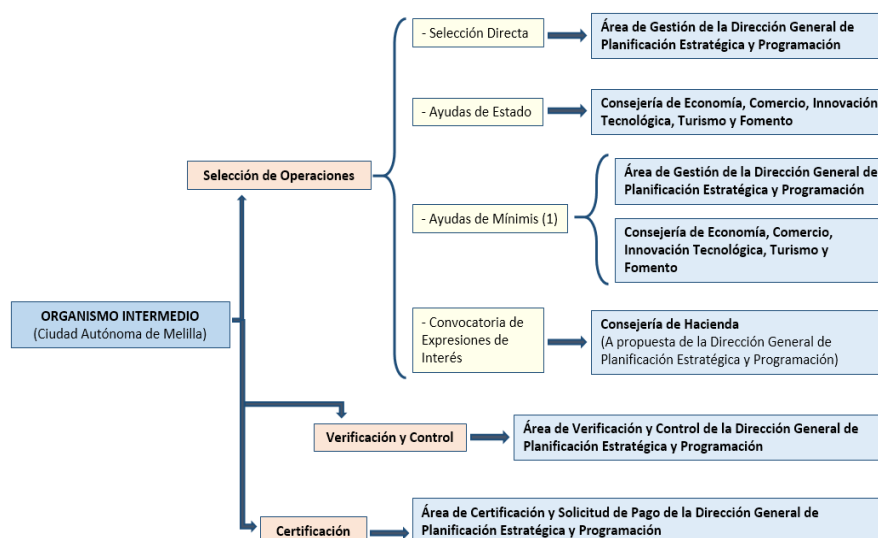 - Selección Directa
Área de Gestión de la Dirección General de
Planificación Estratégica y Programación
- Ayudas de Estado
Consejería de Economía, Comercio, Innovación
Tecnológica, Turismo y Fomento
Selección de Operaciones
- Ayudas de Mínimis (1)
Área de Gestión de la Dirección General de
Planificación Estratégica y Programación
Consejería de Economía, Comercio,
Innovación Tecnológica, Turismo y
Fomento
ORGANISMO INTERMEDIO
(Ciudad Autónoma de Melilla)
- Convocatoria de
Expresiones de
Interés
Consejería de Hacienda
(A propuesta de la Dirección General de
Planificación Estratégica y Programación)
Verificación y Control
Área de Verificación y Control de la Dirección General de
Planificación Estratégica y Programación
Certificación
Área de Certificación y Solicitud de Pago de la Dirección General de
Planificación Estratégica y Programación